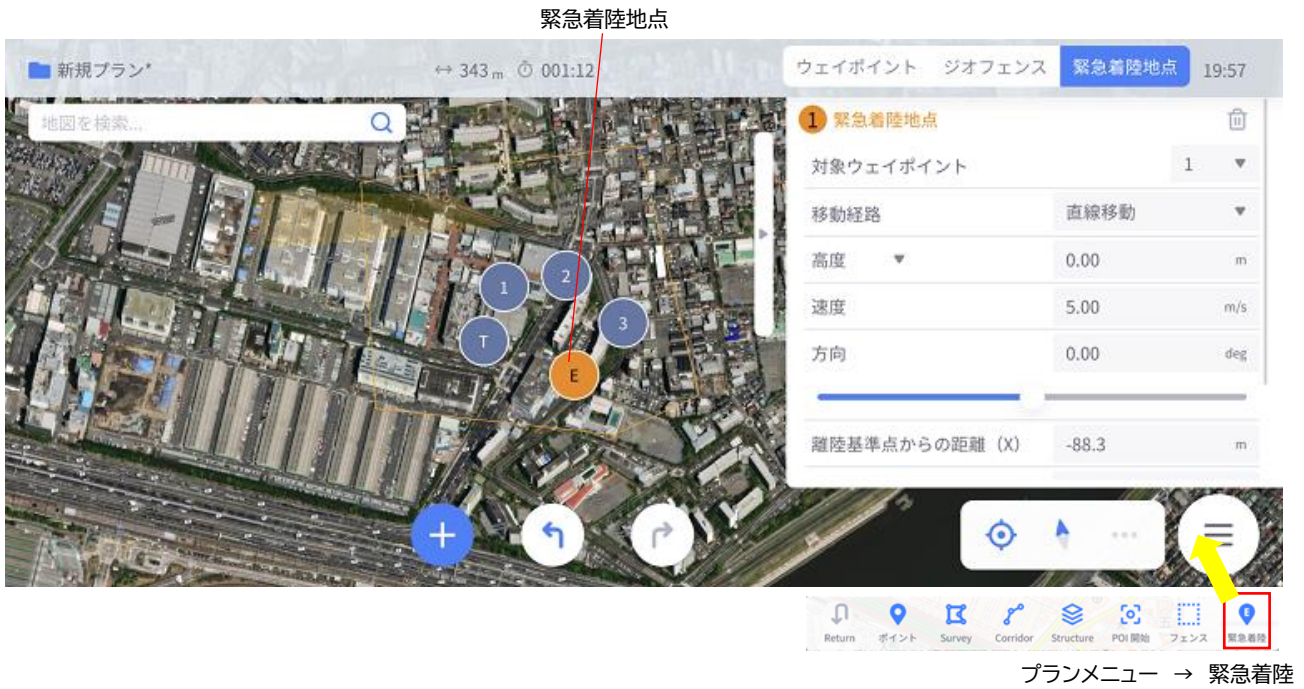 緊急着陸地点
新規プラン*
↔ 343 m 001:12
ウェイポイント ジオフェンス 緊急着陸地点 19:57
地図を検索...
1 緊急着陸地点
対象ウェイポイント 1 ▼
移動経路 直線移動 ▼
高度 ▼ 0.00 m
速度 5.00 m/s
方向 0.00 deg
離陸基準点からの距離（X） -88.3 m
1
2
3
T
E
Return ポイント Survey Corridor Structure POI開始 フェンス 緊急着陸
プランメニュー → 緊急着陸